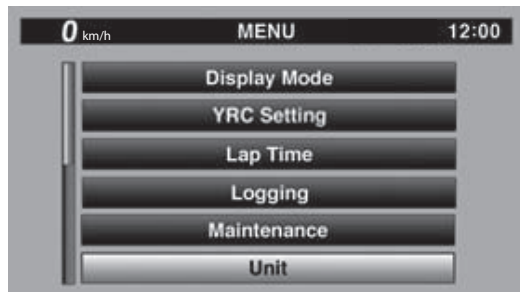 0 km/h MENU 12:00
Display Mode
YRC Setting
Lap Time
Logging
Maintenance
Unit